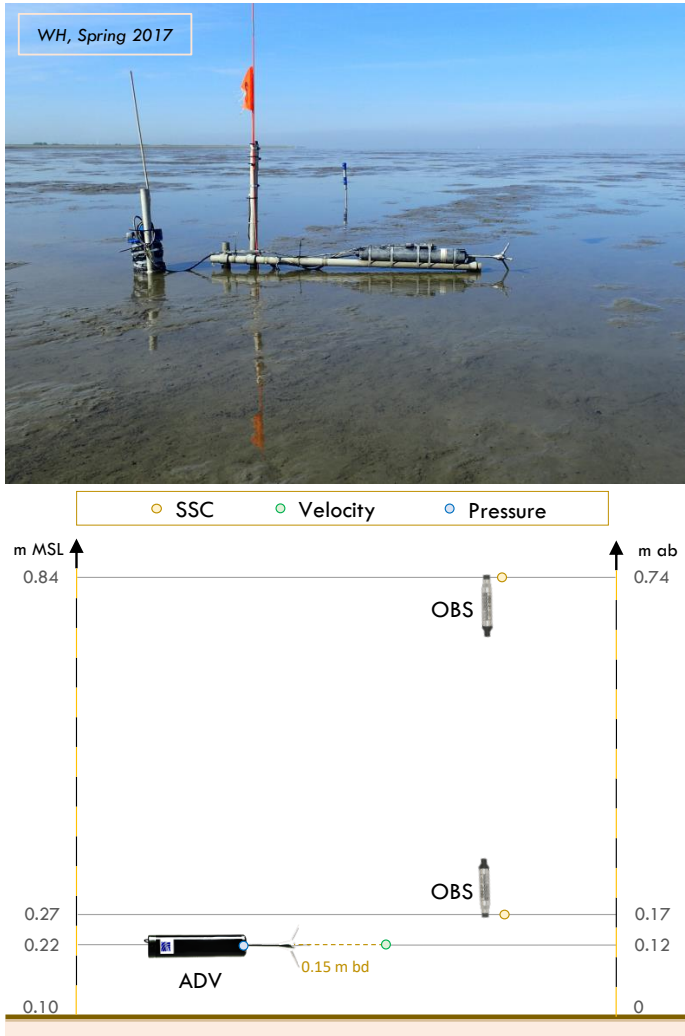 WH, Spring 2017
SSC Velocity Pressure
m MSL m ab
0.84 0.74
OBS
OBS
0.27 0.17
0.22 0.12
0.15 m bd
ADV
0.10 0